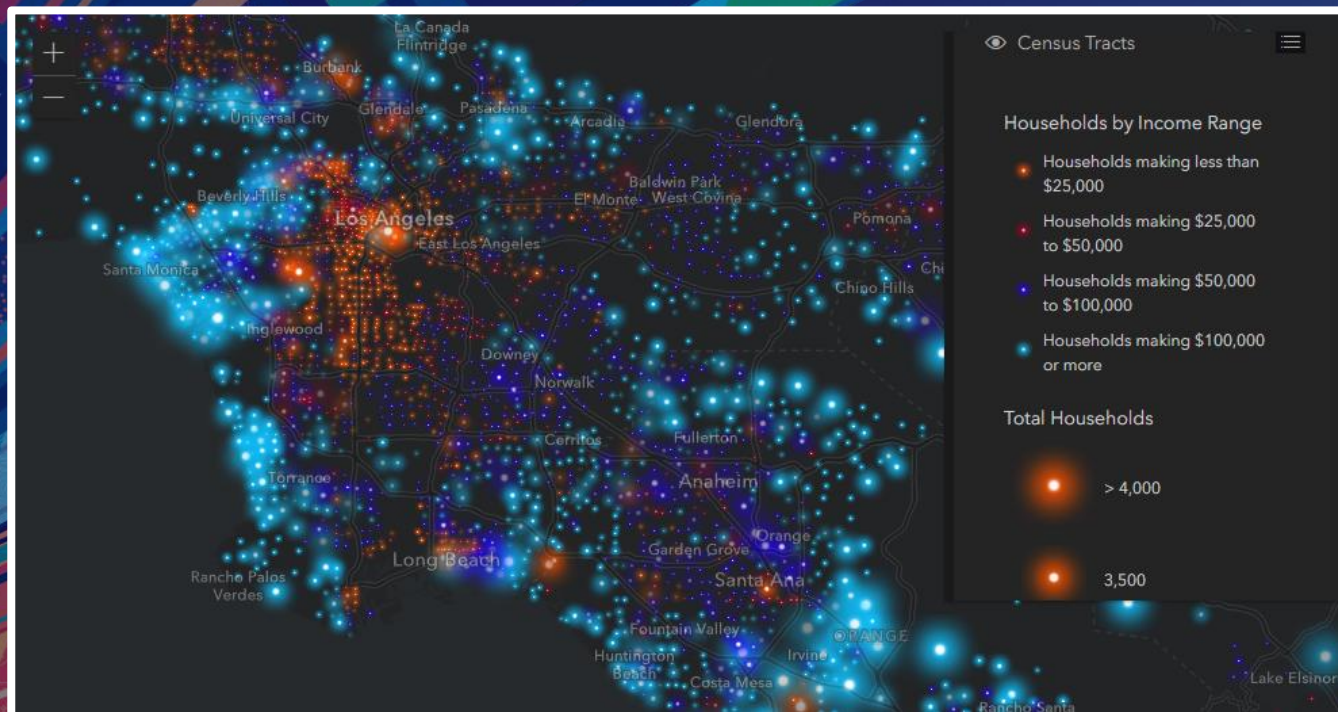 +
−
La Canada
Flintridge
Burbank
Universal City
Glendale
Pasadena
Arcadia
Glendora
Beverly Hills
Baldwin Park
El Monte
West Covina
Los Angeles
East Los Angeles
Pomona
Santa Monica
Chi
Chino Hills
Inglewood
Downey
Norwalk
Cerritos
Fullerton
Torrance
Anaheim
Orange
Long Beach
Garden Grove
Santa Ana
Rancho Palos
Verdes
Fountain Valley
ORANGE
Huntington
Beach
Irvine
Costa Mesa
Lake Elsinor
Rancho Santa
Census Tracts
Households by Income Range
Households making less than
$25,000
Households making $25,000
to $50,000
Households making $50,000
to $100,000
Households making $100,000
or more
Total Households
> 4,000
3,500